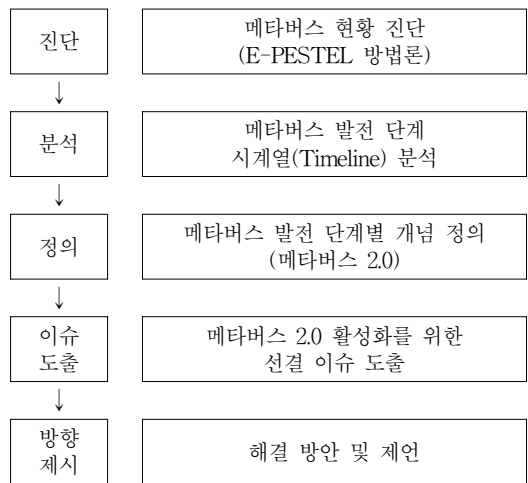 진단
메타버스 현황 진단
(E-PESTEL 방법론)
↓
분석
메타버스 발전 단계
시계열(Timeline) 분석
↓
정의
메타버스 발전 단계별 개념 정의
(메타버스 2.0)
↓
이슈
도출
메타버스 2.0 활성화를 위한
선결 이슈 도출
↓
방향
제시
해결 방안 및 제언